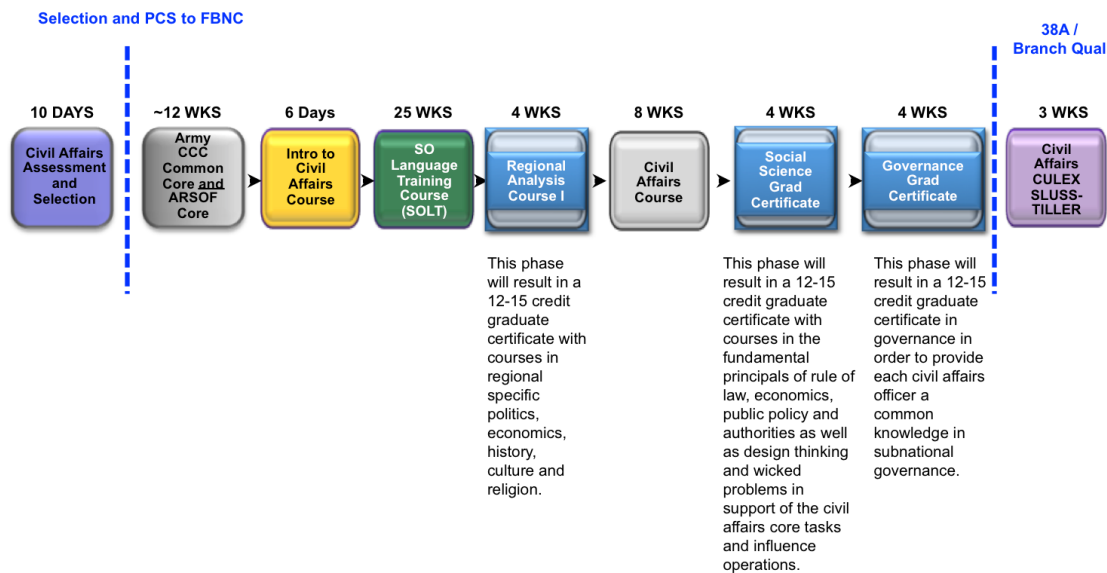 Selection and PCS to FBNC
38A /
Branch Qual
10 DAYS
~12 WKS
6 Days
25 WKS
4 WKS
8 WKS
4 WKS
4 WKS
3 WKS
Civil Affairs
Assessment
and
Selection
Army
CCC
Common
Core and
ARSOF
Core
Intro to
Civil
Affairs
Course
SO
Language
Training
Course
(SOLT)
Regional
Analysis
Course I
Civil
Affairs
Course
Social
Science
Grad
Certificate
Governance
Grad
Certificate
Civil
Affairs
CULEX
SLUSS-
TILLER
This phase
will result in a
12-15 credit
graduate
certificate with
courses in
regional
specific
politics,
economics,
history,
culture and
religion.
This phase will
result in a 12-15
credit graduate
certificate with
courses in the
fundamental
principals of rule of
law, economics,
public policy and
authorities as well
as design thinking
and wicked
problems in
support of the civil
affairs core tasks
and influence
operations.
This phase will
result in a 12-15
credit graduate
certificate in
governance in
order to provide
each civil affairs
officer a
common
knowledge in
subnational
governance.